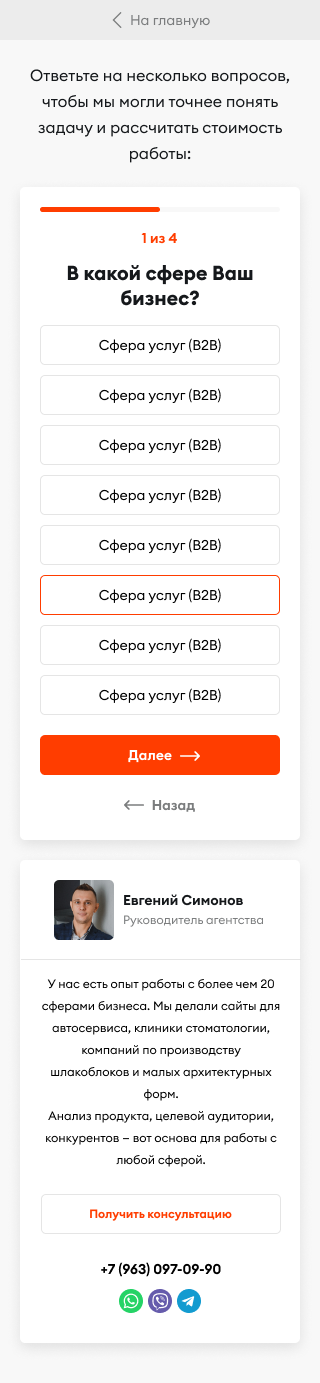 На главную
Ответьте на несколько вопросов,
чтобы мы могли точнее понять
задачу и рассчитать стоимость
работы:
1 из 4
В какой сфере Ваш
бизнес?
Сфера услуг (B2B)
Сфера услуг (B2B)
Сфера услуг (B2B)
Сфера услуг (B2B)
Сфера услуг (B2B)
Сфера услуг (B2B)
Сфера услуг (B2B)
Сфера услуг (B2B)
Далее
Назад
Евгений Симонов
Руководитель агентства
У нас есть опыт работы с более чем 20
сферами бизнеса. Мы делали сайты для
автосервиса, клиники стоматологии,
компаний по производству
шлакоблоков и малых архитектурных
форм.
Анализ продукта, целевой аудитории,
конкурентов – вот основа для работы с
любой сферой.
Получить консультацию
+7 (963) 097-09-90